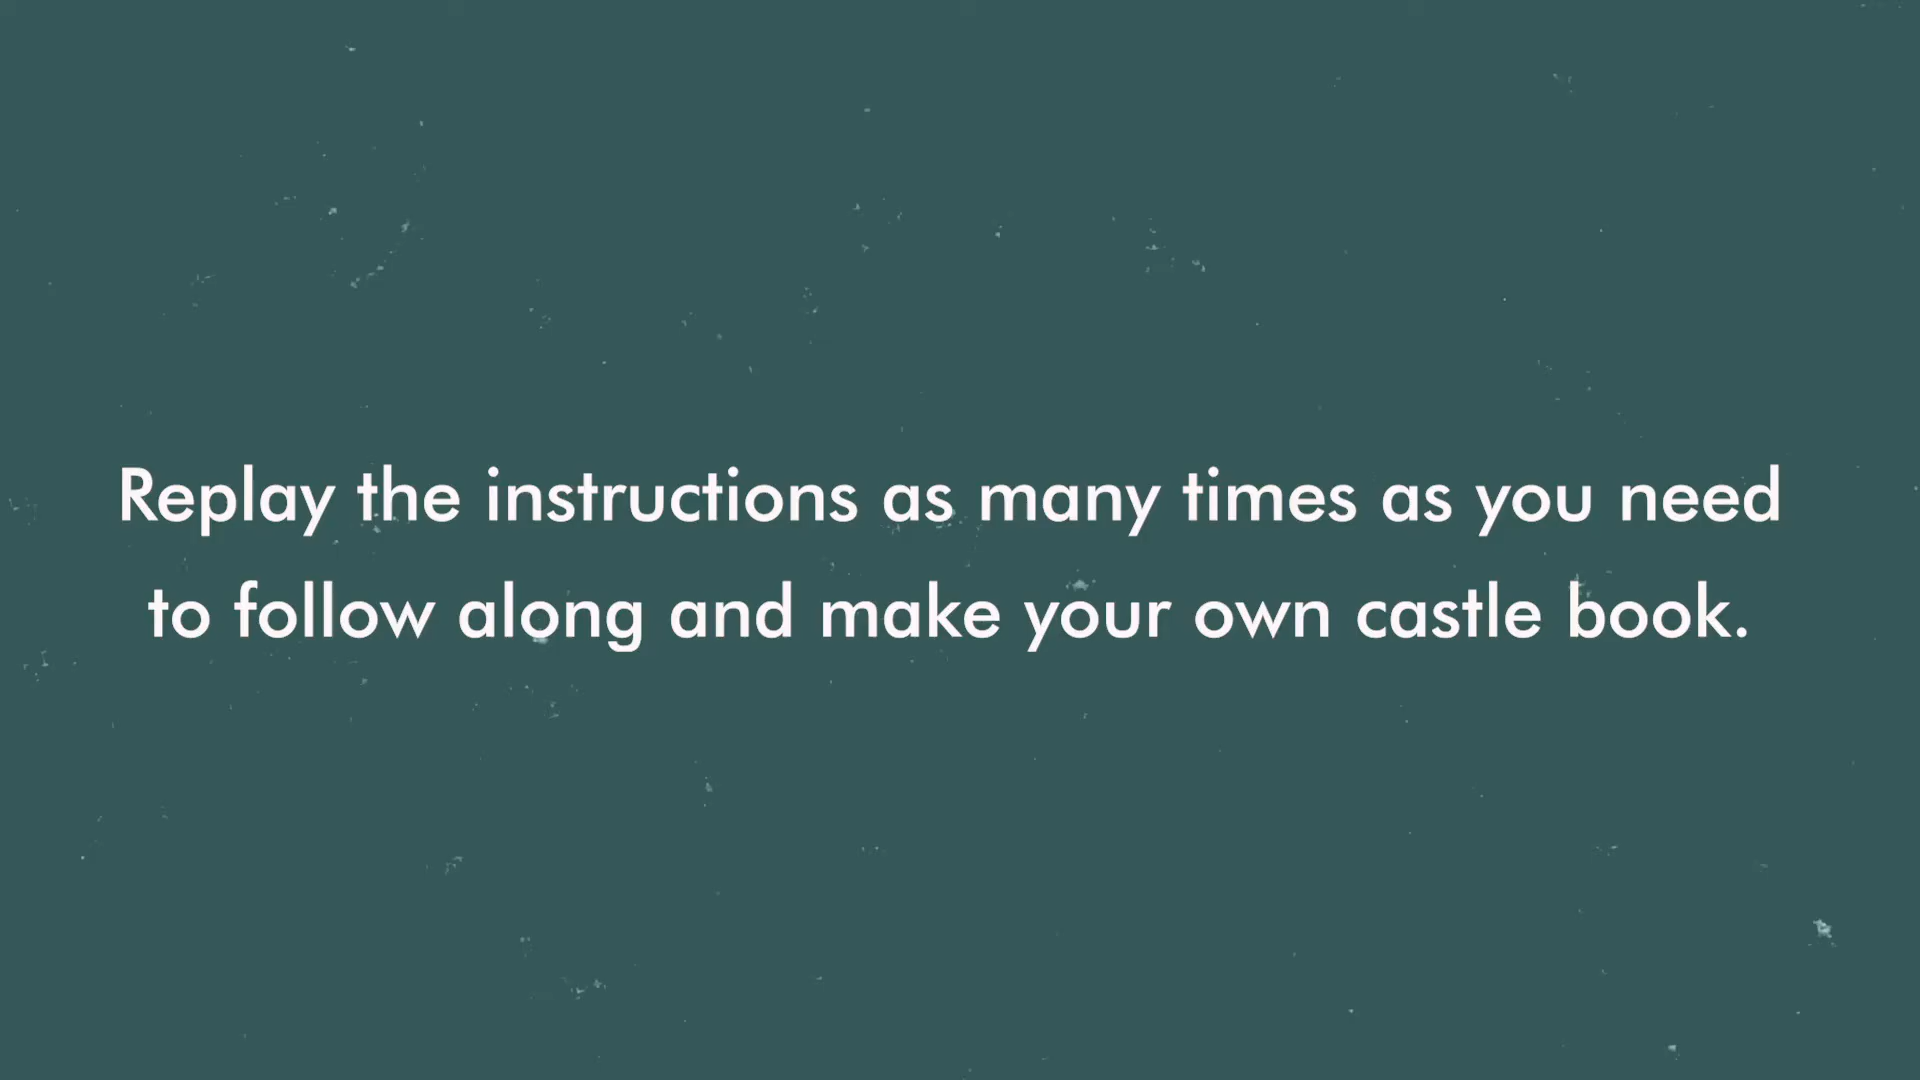 Replay the instructions as many times as you need
to follow along and make your own castle book.